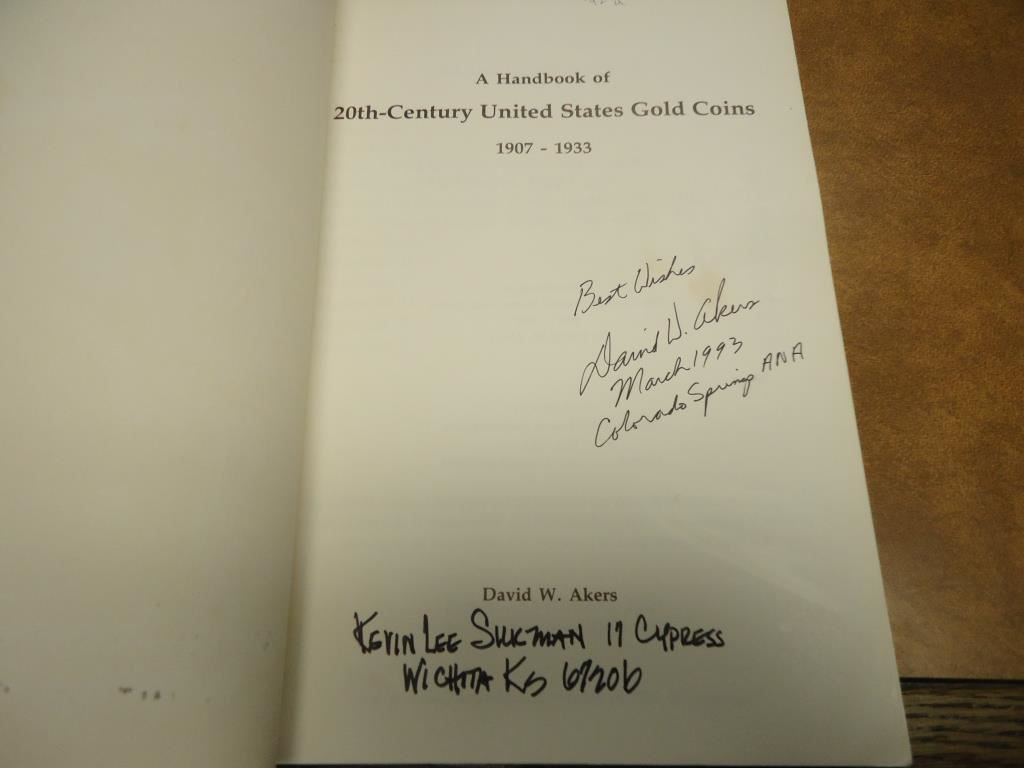 A Handbook of
20th-Century United States Gold Coins
1907 - 1933
Best Wishes
David W. Akers
March 1993
Colorado Springs ANA
David W. Akers
Kevin Lee 17 Cypress
Wichita Ks 67206